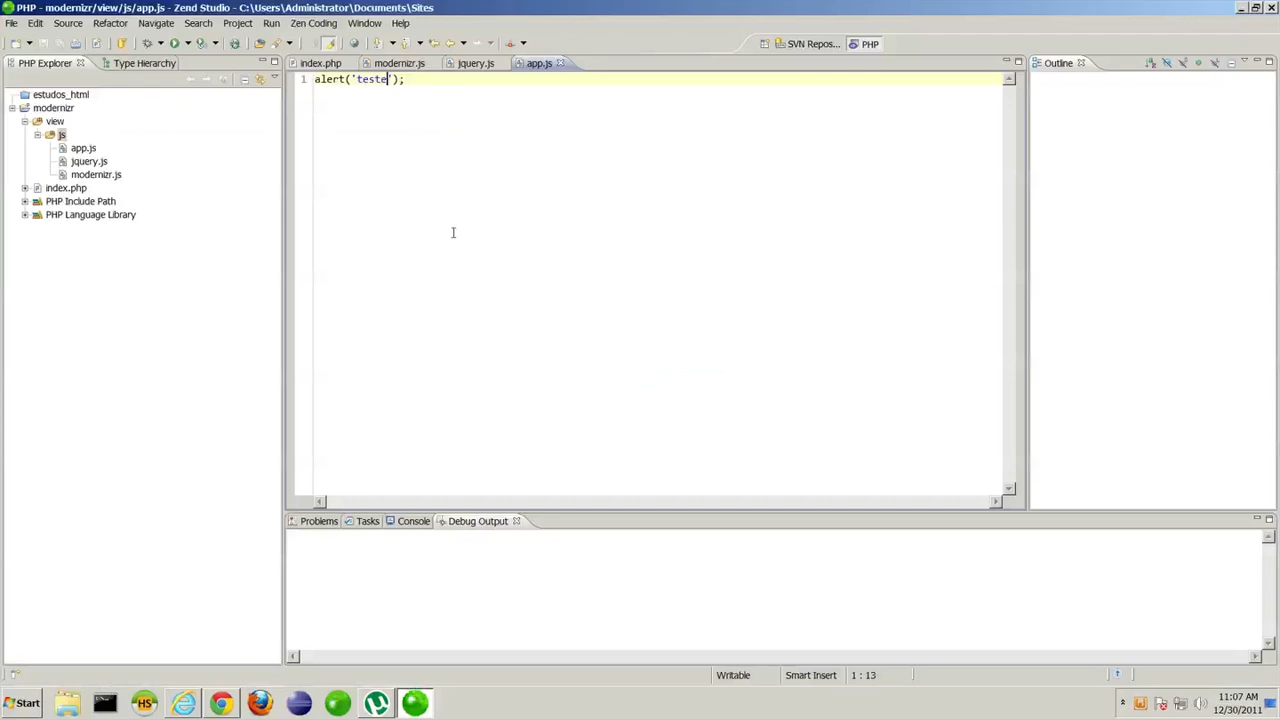 PHP - modernizr/view/js/app.js - Zend Studio - C:\Users\Administrator\Documents\Sites
File Edit Source Refactor Navigate Search Project Run Zen Coding Window Help
SVN Repos... PHP
PHP Explorer Type Hierarchy
index.php modernizr.js jquery.js app.js
Outline
1 alert('teste');
estudos_html
modernizr
view
js
app.js
jquery.js
modernizr.js
index.php
PHP Include Path
PHP Language Library
Problems Tasks Console Debug Output
Writable Smart Insert 1 : 13
Start
HS
11:07 AM
12/30/2011